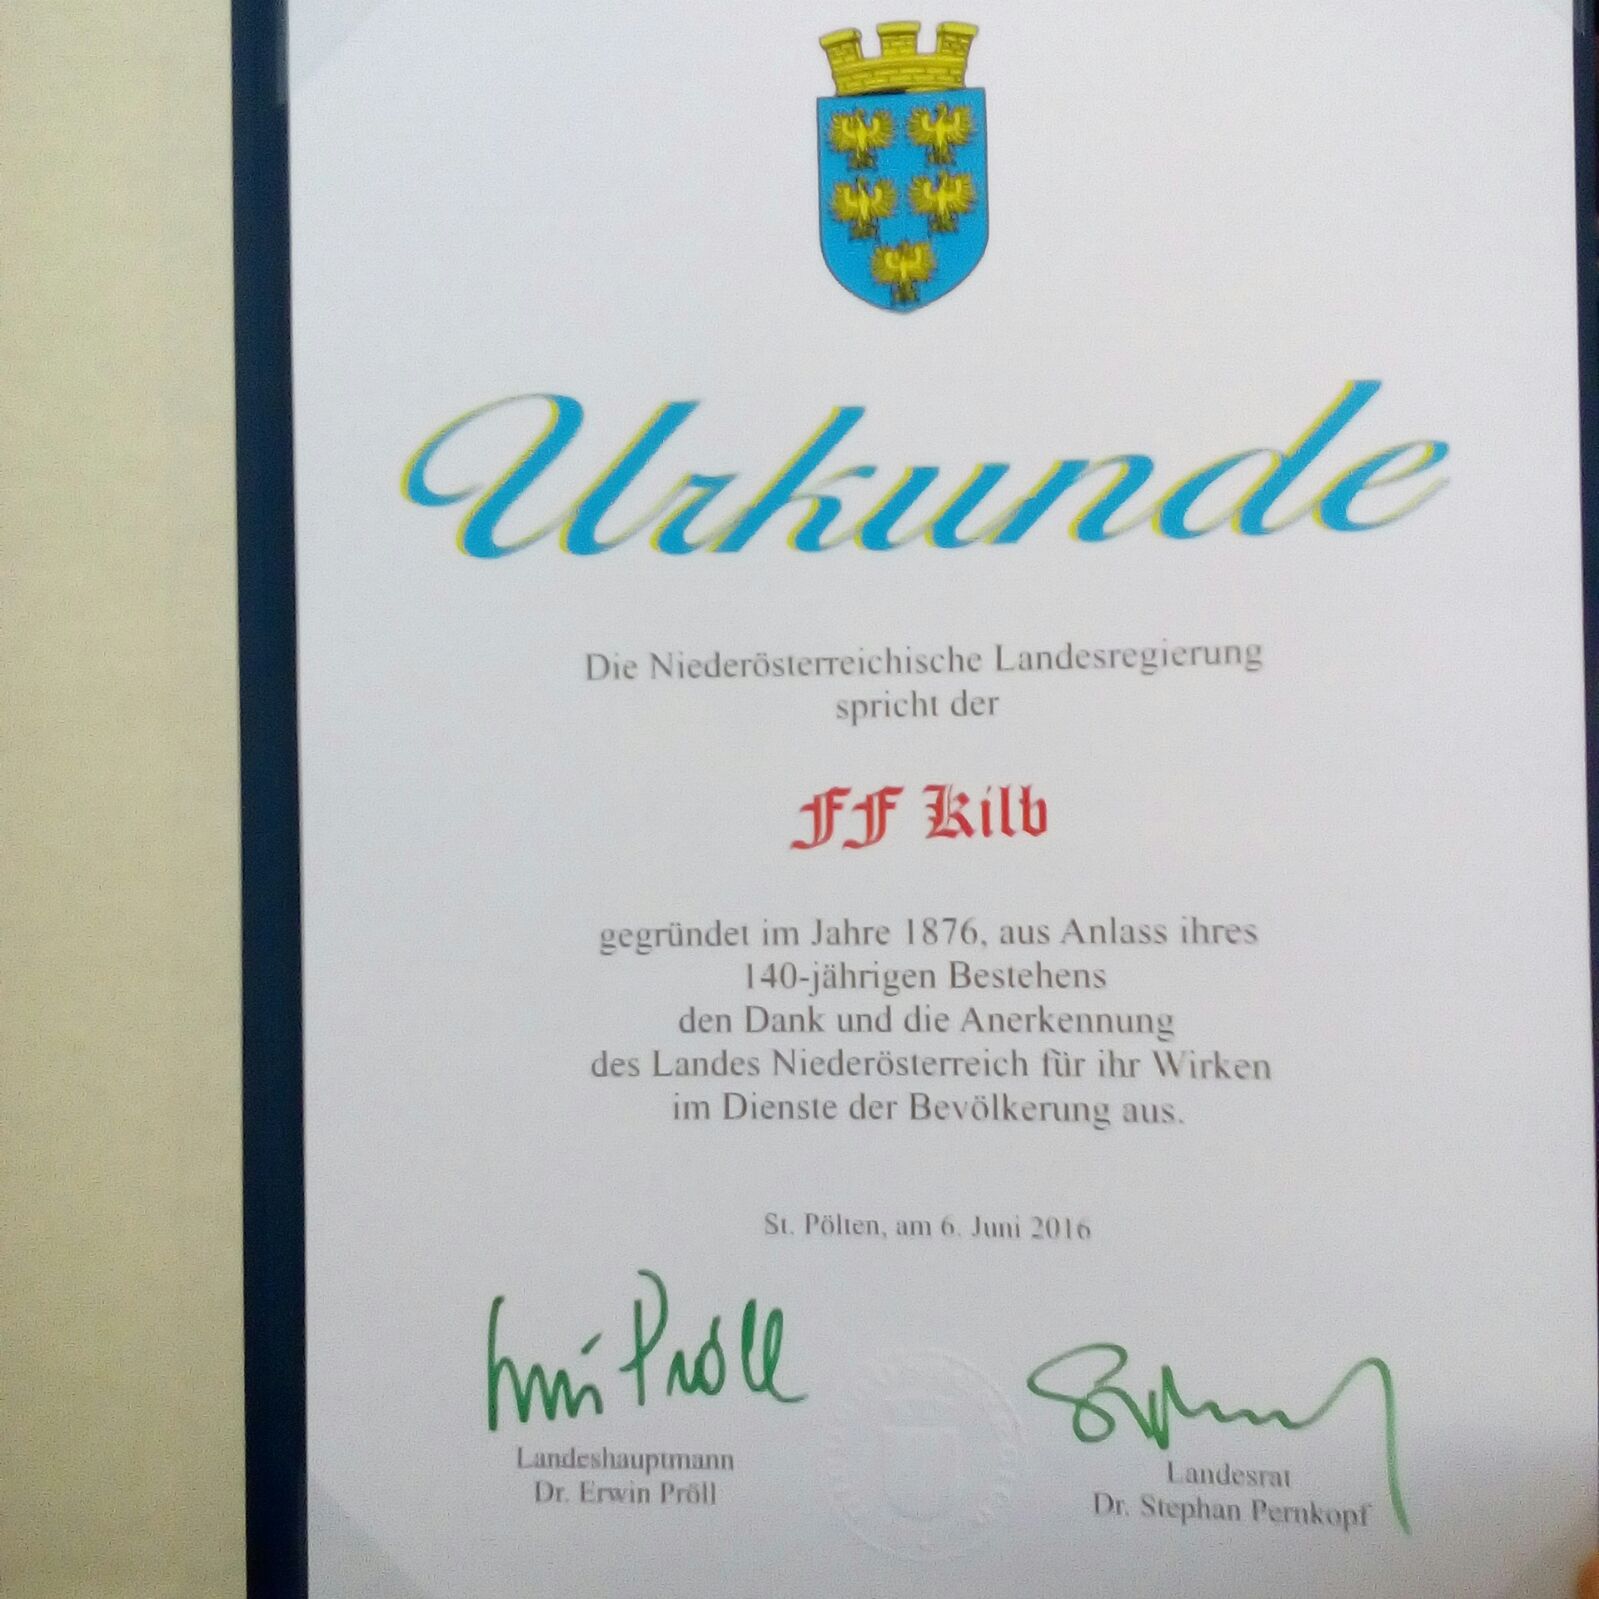 Urkunde
Die Niederösterreichische Landesregierung
spricht der
FF Kilb
gegründet im Jahre 1876, aus Anlass ihres
140-jährigen Bestehens
den Dank und die Anerkennung
des Landes Niederösterreich für ihr Wirken
im Dienste der Bevölkerung aus.
St. Pölten, am 6. Juni 2016
Erwin Pröll
Landeshauptmann
Dr. Erwin Pröll
Landesrat
Dr. Stephan Pernkopf